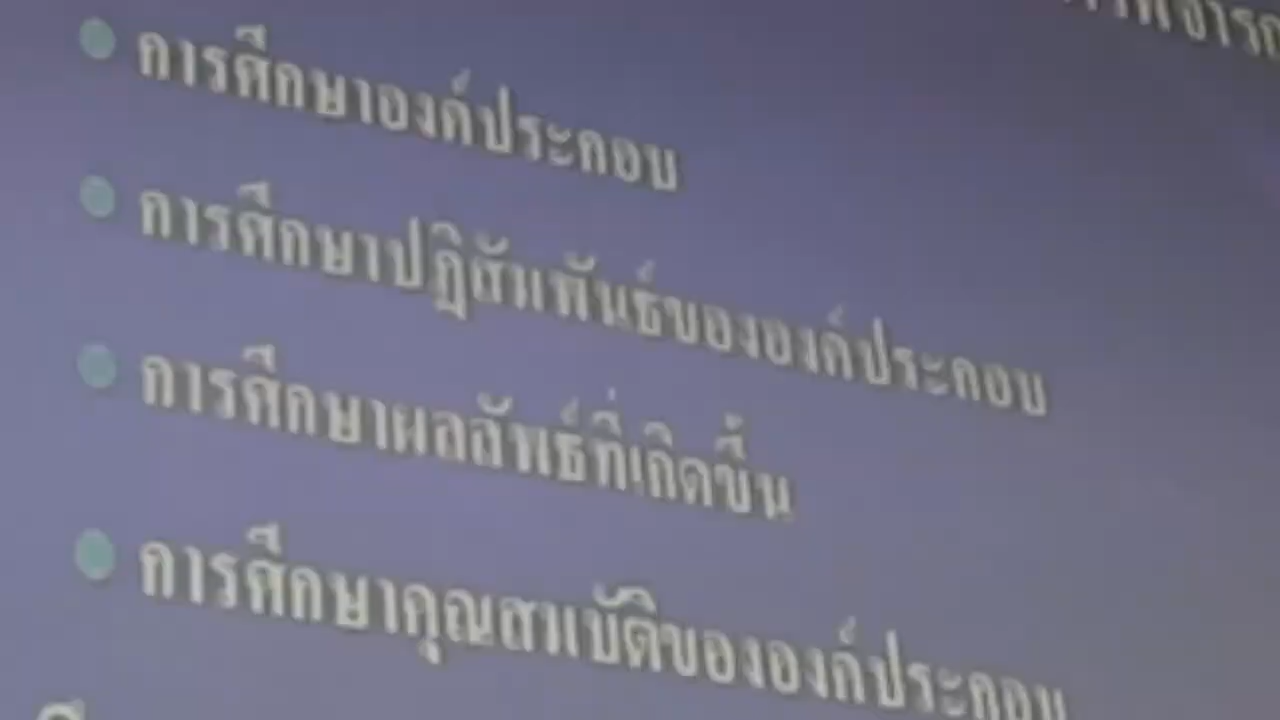 การศึกษาองค์ประกอบ
การศึกษาปฏิสัมพันธ์ขององค์ประกอบ
การศึกษาผลลัพธ์ที่เกิดขึ้น
การศึกษาคุณสมบัติขององค์ประกอบ